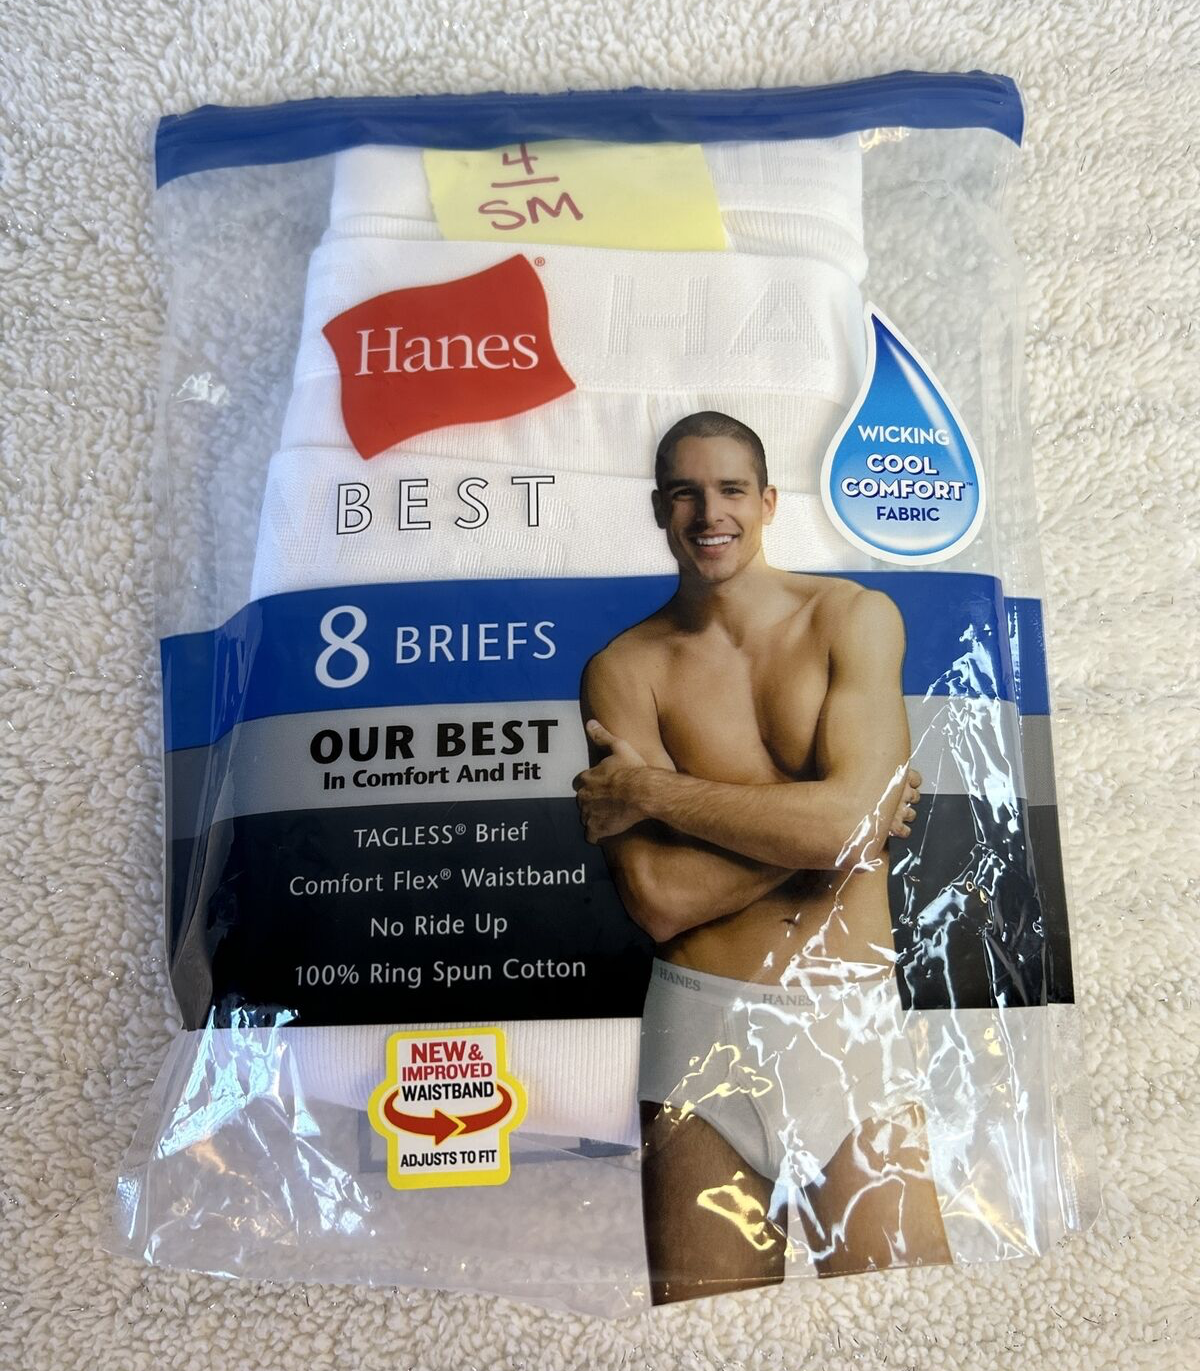 4
SM
Hanes®
HA
BEST
WICKING
COOL
COMFORT™
FABRIC
8 BRIEFS
OUR BEST
In Comfort And Fit
TAGLESS® Brief
Comfort Flex® Waistband
No Ride Up
100% Ring Spun Cotton
HANES
HANES
NEW &
IMPROVED
WAISTBAND
ADJUSTS TO FIT